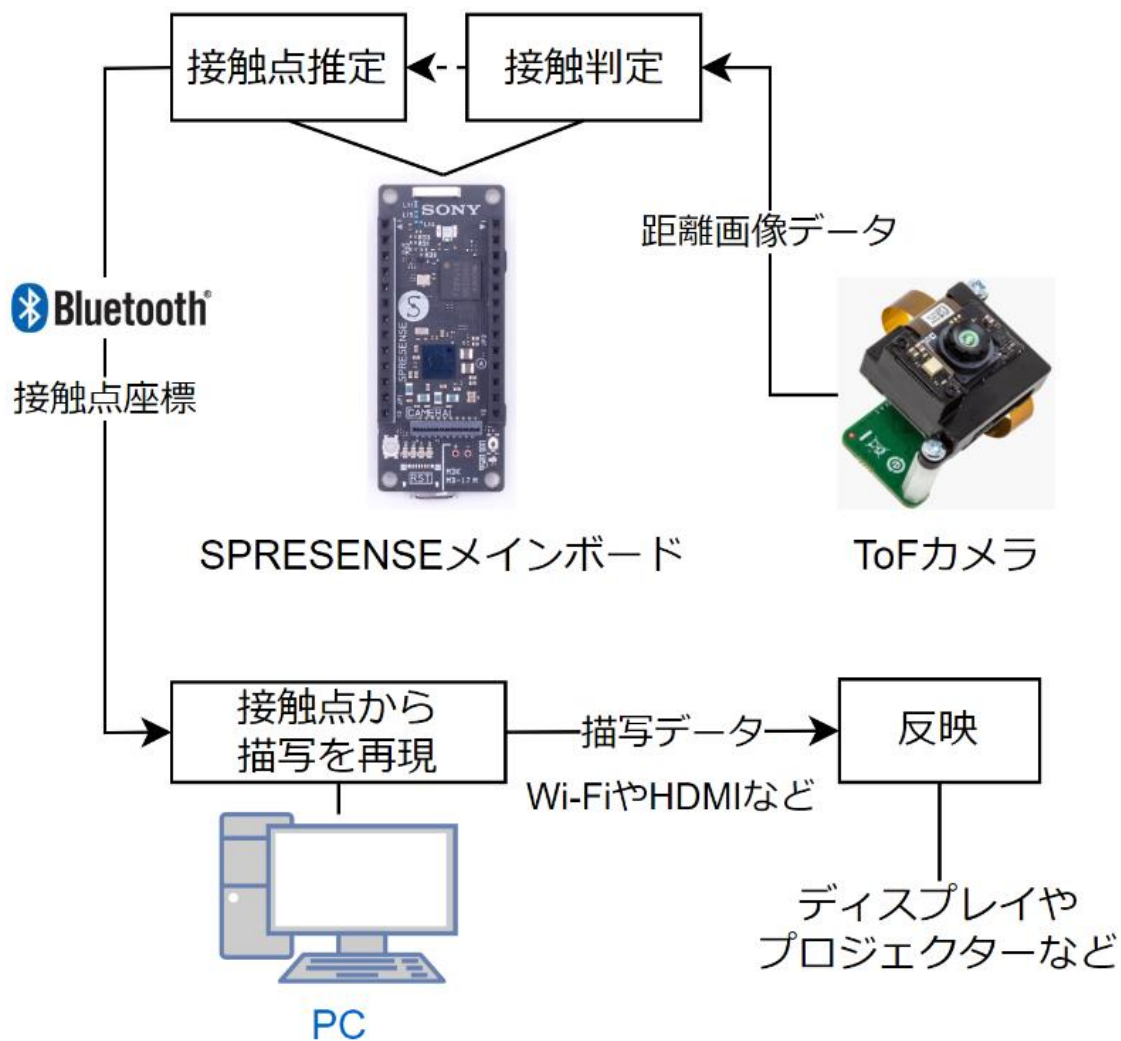 接触点推定
接触判定
SONY
SPRESENSE
CAMERA
RST
距離画像データ
Bluetooth®
接触点座標
SPRESENSEメインボード
ToFカメラ
接触点から
描写を再現
描写データ
Wi-FiやHDMIなど
反映
ディスプレイや
プロジェクターなど
PC